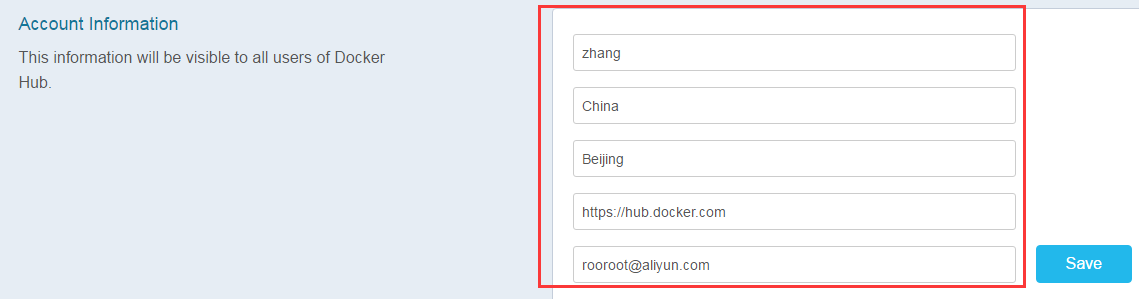 Account Information
This information will be visible to all users of Docker
Hub.
zhang
China
Beijing
https://hub.docker.com
rooroot@aliyun.com
Save